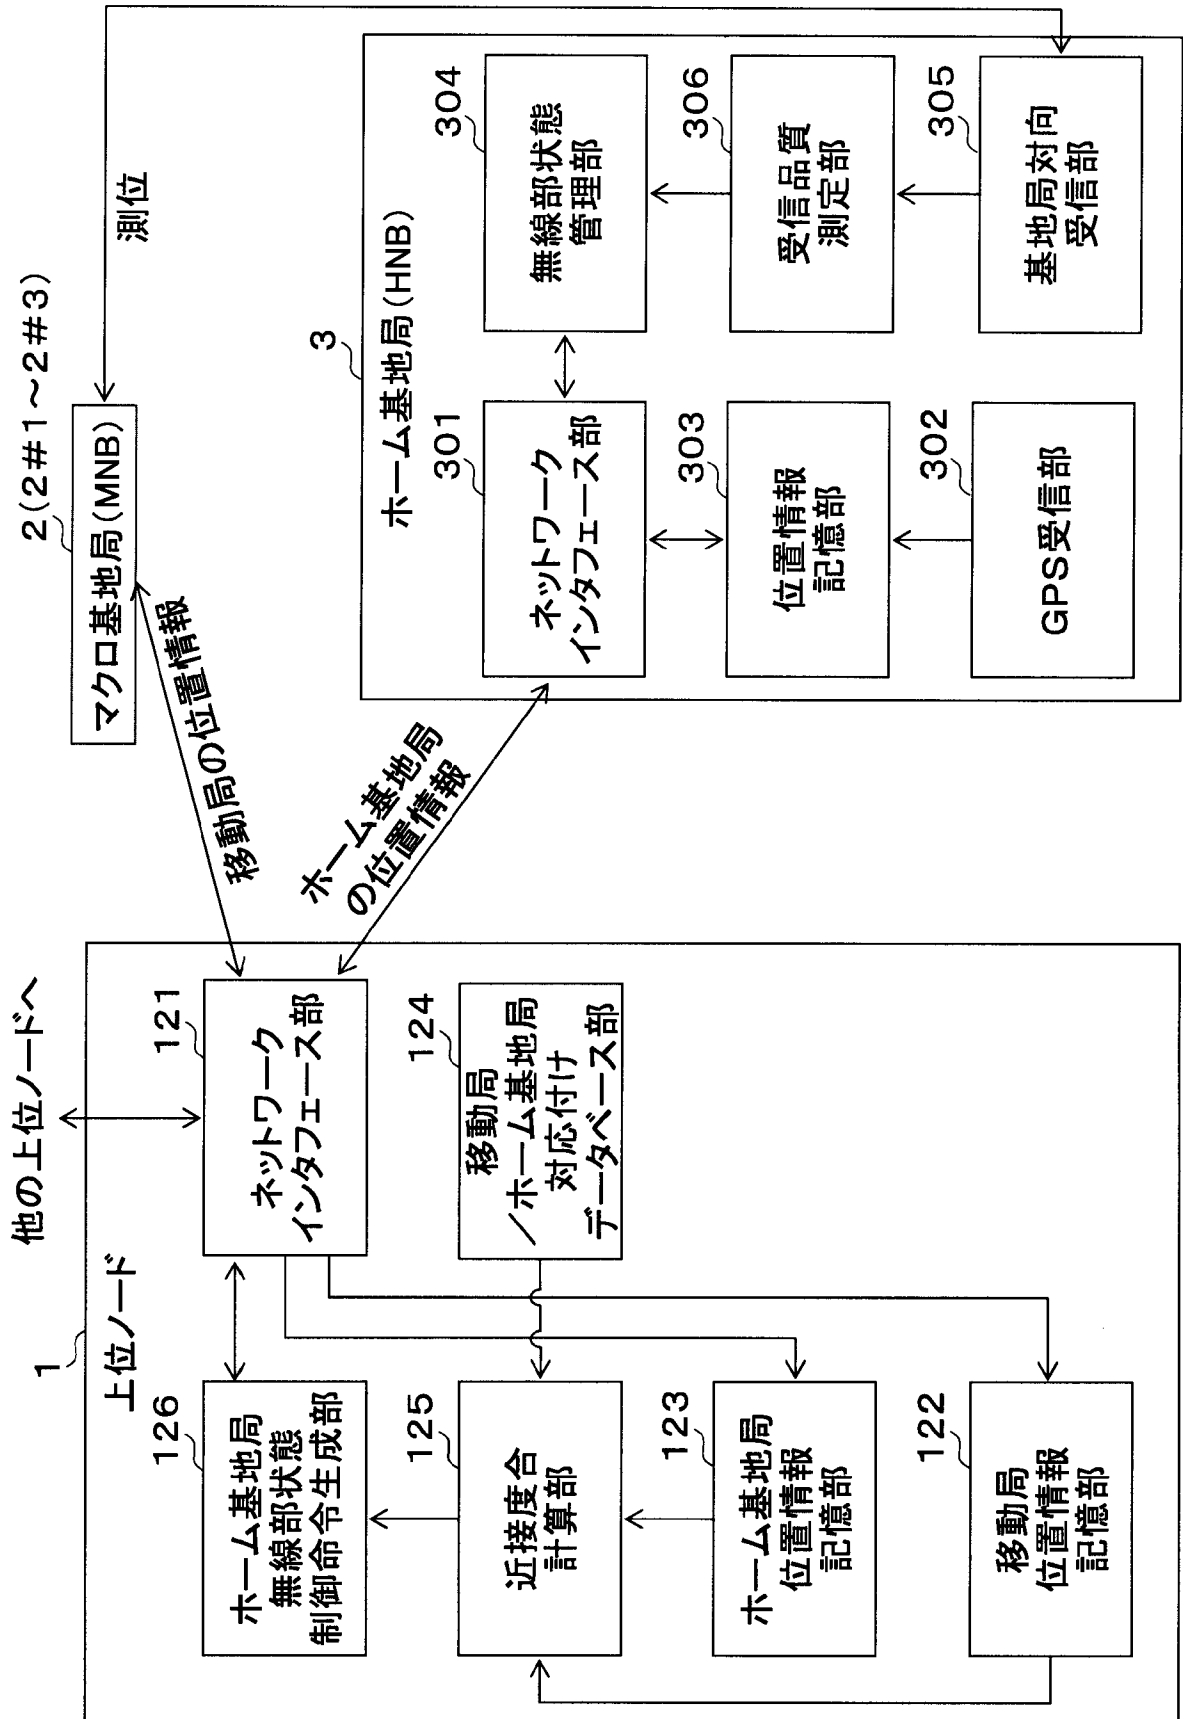 他の上位ノードへ
1
上位ノード
126
ホーム基地局
無線部状態
制御命令生成部
121
ネットワーク
インタフェース部
125
近接度合
計算部
124
移動局
／ホーム基地局
対応付け
データベース部
123
ホーム基地局
位置情報
記憶部
122
移動局
位置情報
記憶部
移動局の位置情報
ホーム基地局
の位置情報
2(2#1～2#3)
マクロ基地局(MNB)
測位
3
ホーム基地局(HNB)
301
ネットワーク
インタフェース部
304
無線部状態
管理部
303
位置情報
記憶部
306
受信品質
測定部
302
GPS受信部
305
基地局対向
受信部